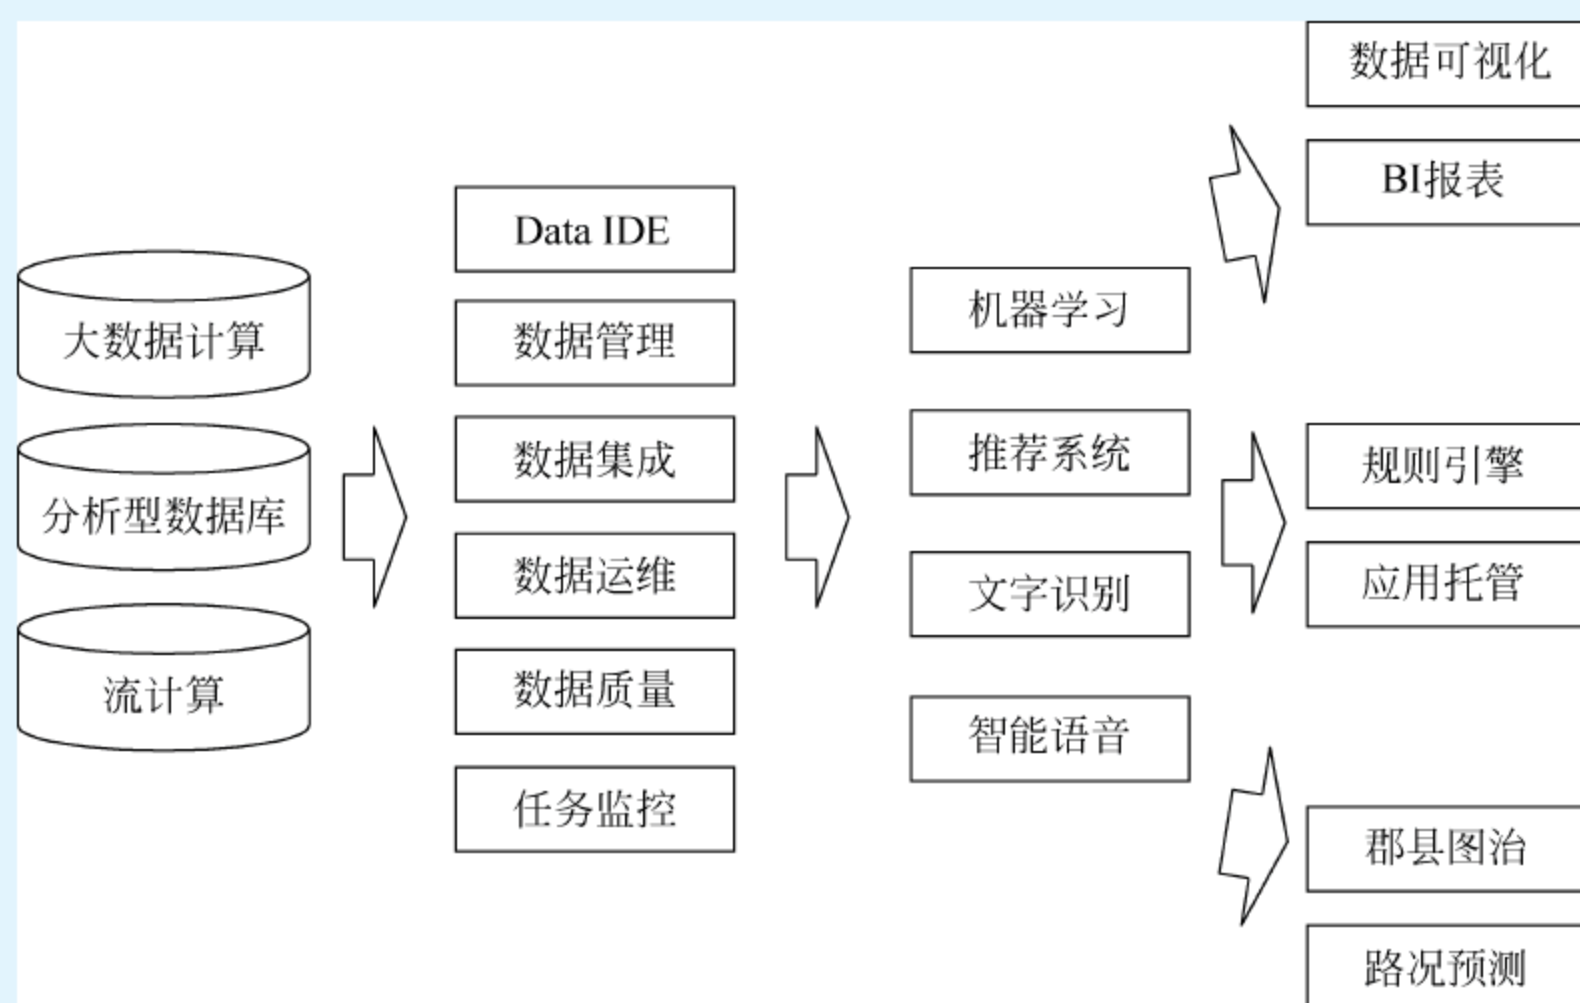 大数据计算
分析型数据库
流计算
Data IDE
数据管理
数据集成
数据运维
数据质量
任务监控
机器学习
推荐系统
文字识别
智能语音
数据可视化
BI报表
规则引擎
应用托管
郡县图治
路况预测